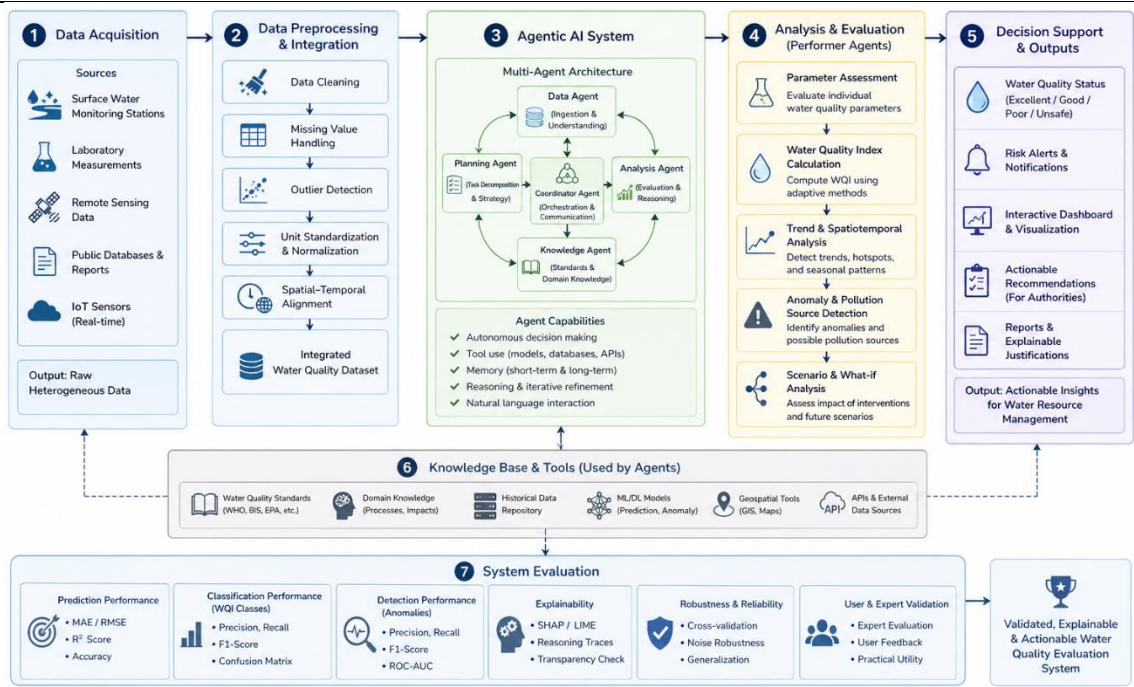 1 Data Acquisition
Sources
Surface Water
Monitoring Stations
Laboratory
Measurements
Remote Sensing
Data
Public Databases &
Reports
IoT Sensors
(Real-time)
Output: Raw
Heterogeneous Data
2 Data Preprocessing
& Integration
Data Cleaning
Missing Value
Handling
Outlier Detection
Unit Standardization
& Normalization
Spatial-Temporal
Alignment
Integrated
Water Quality Dataset
3 Agentic AI System
Multi-Agent Architecture
Data Agent
(Ingestion &
Understanding)
Planning Agent
(Task Decomposition
& Strategy)
Coordinator Agent
(Orchestration &
Communication)
Analysis Agent
(Evaluation &
Reasoning)
Knowledge Agent
(Standards &
Domain Knowledge)
Agent Capabilities
✓ Autonomous decision making
✓ Tool use (models, databases, APIs)
✓ Memory (short-term & long-term)
✓ Reasoning & iterative refinement
✓ Natural language interaction
4 Analysis & Evaluation
(Performer Agents)
Parameter Assessment
Evaluate individual
water quality parameters
Water Quality Index
Calculation
Compute WQI using
adaptive methods
Trend & Spatiotemporal
Analysis
Detect trends, hotspots,
and seasonal patterns
Anomaly & Pollution
Source Detection
Identify anomalies and
possible pollution sources
Scenario & What-if
Analysis
Assess impact of interventions
and future scenarios
5 Decision Support
& Outputs
Water Quality Status
(Excellent / Good /
Poor / Unsafe)
Risk Alerts &
Notifications
Interactive Dashboard
& Visualization
Actionable
Recommendations
(For Authorities)
Reports &
Explainable
Justifications
Output: Actionable Insights
for Water Resource
Management
6 Knowledge Base & Tools (Used by Agents)
Water Quality Standards
(WHO, BIS, EPA, etc.)
Domain Knowledge
(Processes, Impacts)
Historical Data
Repository
ML/DL Models
(Prediction, Anomaly)
Geospatial Tools
(GIS, Maps)
API
APIs & External
Data Sources
7 System Evaluation
Prediction Performance
• MAE / RMSE
• R² Score
• Accuracy
Classification Performance
(WQI Classes)
• Precision, Recall
• F1-Score
• Confusion Matrix
Detection Performance
(Anomalies)
• Precision, Recall
• F1-Score
• ROC-AUC
Explainability
• SHAP / LIME
• Reasoning Traces
• Transparency Check
Robustness & Reliability
• Cross-validation
• Noise Robustness
• Generalization
User & Expert Validation
• Expert Evaluation
• User Feedback
• Practical Utility
Validated, Explainable
& Actionable Water
Quality Evaluation
System